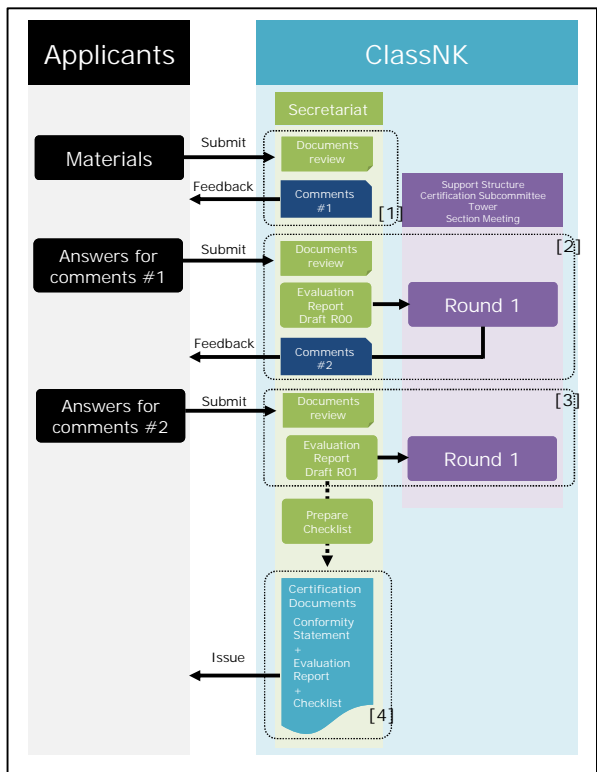 Applicants
ClassNK
Secretariat
Materials
Submit
Documents
review
Feedback
Comments
#1
[1]
Support Structure
Certification Subcommittee
Tower
Section Meeting
[2]
Answers for
comments #1
Submit
Documents
review
Evaluation
Report
Draft R00
Round 1
Feedback
Comments
#2
[3]
Answers for
comments #2
Submit
Documents
review
Evaluation
Report
Draft R01
Round 1
Prepare
Checklist
Certification
Documents
Conformity
Statement
+
Evaluation
Report
+
Checklist
Issue
[4]